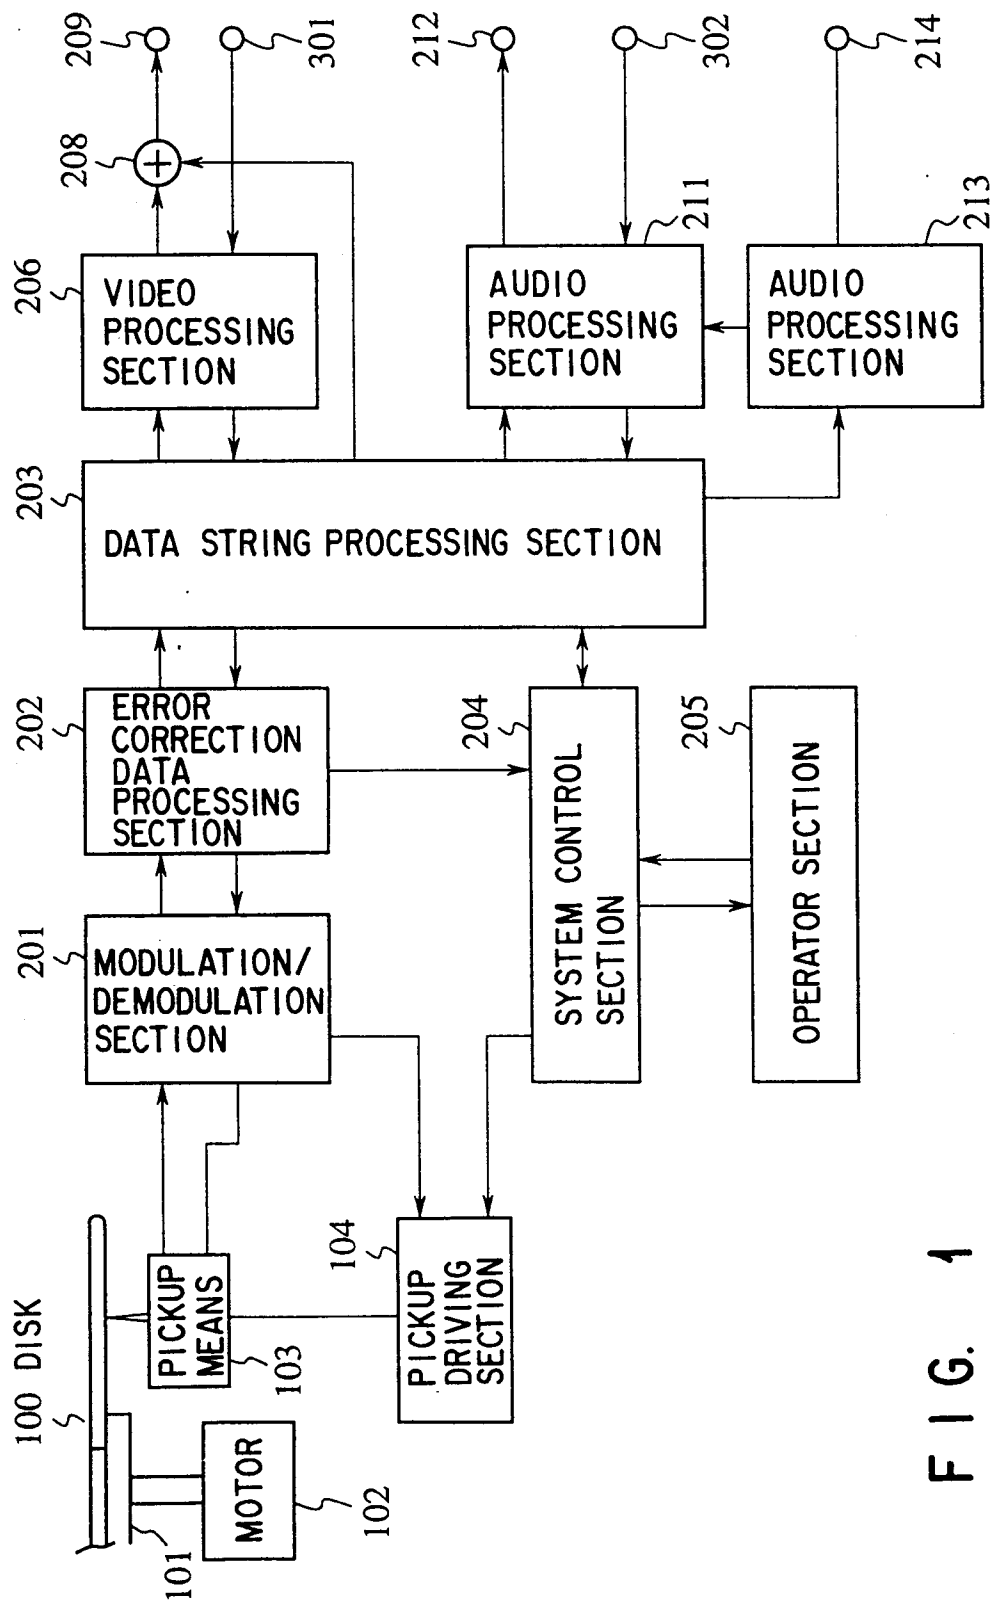 100 DISK
101
MOTOR
102
PICKUP
MEANS
103
PICKUP
DRIVING
SECTION
104
201
MODULATION/
DEMODULATION
SECTION
202
ERROR
CORRECTION
DATA
PROCESSING
SECTION
203
DATA STRING PROCESSING SECTION
204
SYSTEM CONTROL
SECTION
205
OPERATOR SECTION
206
VIDEO
PROCESSING
SECTION
208
+
209
301
AUDIO
PROCESSING
SECTION
211
212
302
AUDIO
PROCESSING
SECTION
213
214
FIG. 1